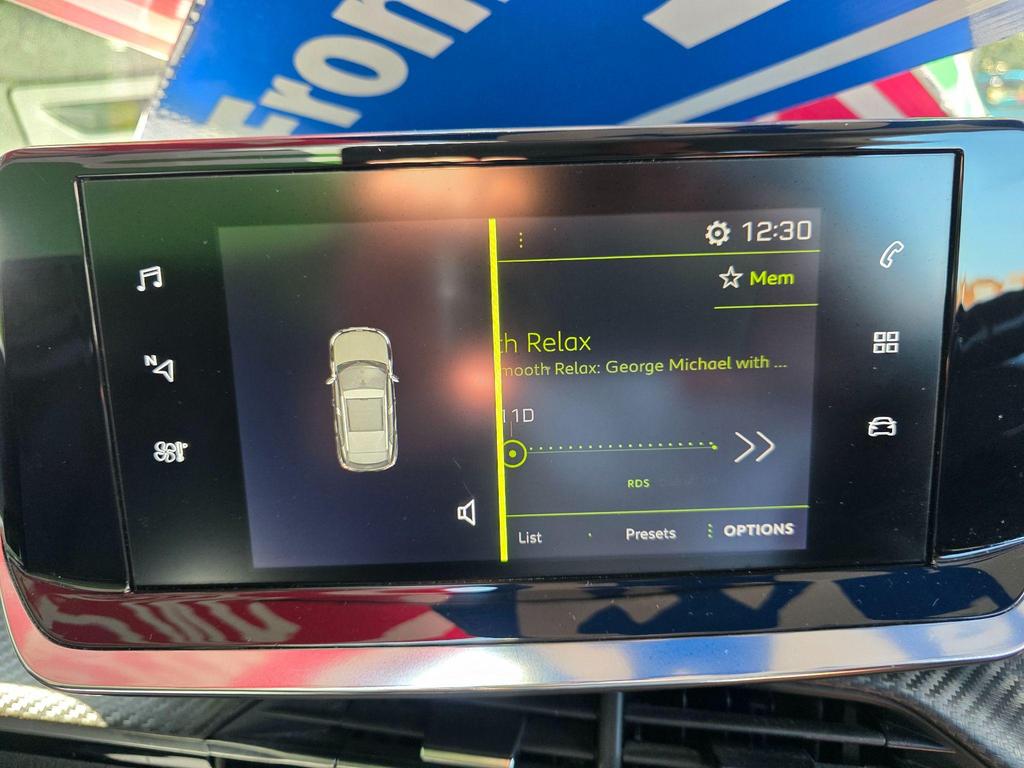 From
12:30
Mem
th Relax
mooth Relax: George Michael with ...
N
11D
RDS
List
Presets
OPTIONS